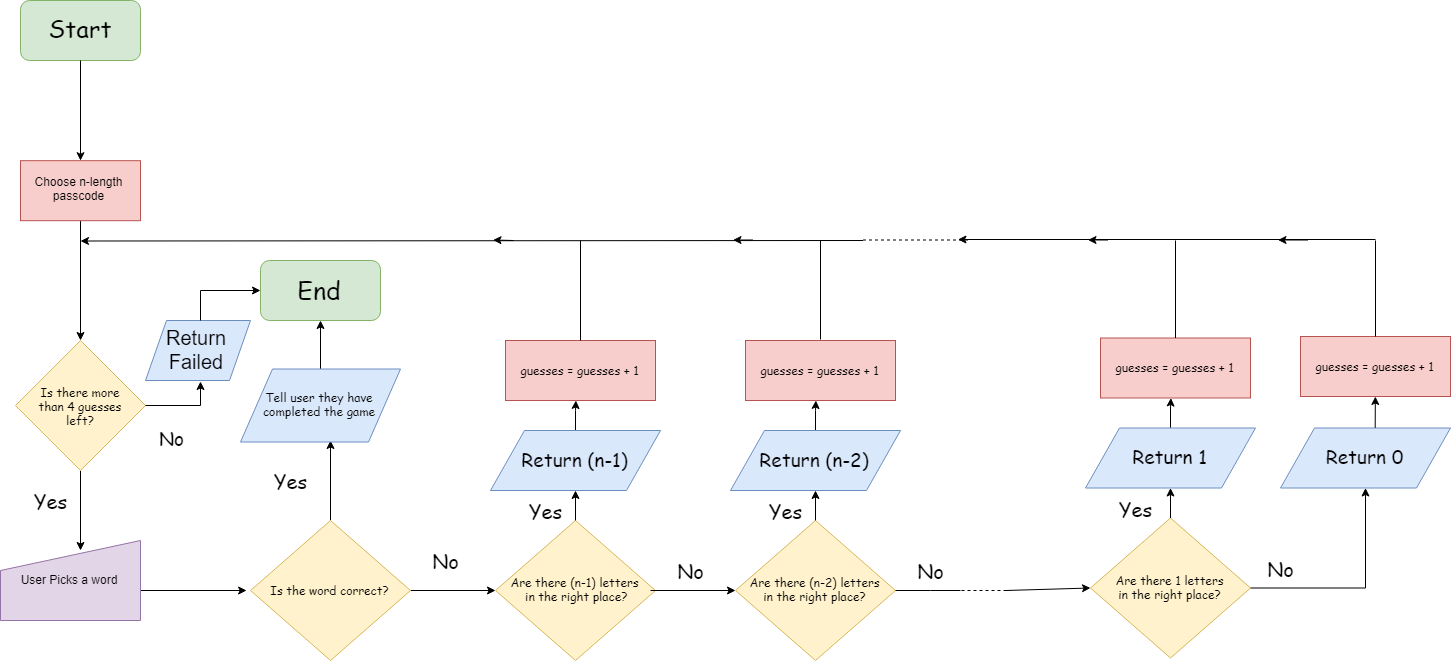 Start
Choose n-length
passcode
End
Return
Failed
Is there more
than 4 guesses
left?
No
Yes
User Picks a word
Tell user they have
completed the game
Yes
Is the word correct?
No
guesses = guesses + 1
Return (n-1)
Yes
Are there (n-1) letters
in the right place?
No
guesses = guesses + 1
Return (n-2)
Yes
Are there (n-2) letters
in the right place?
No
guesses = guesses + 1
Return 1
Yes
Are there 1 letters
in the right place?
No
guesses = guesses + 1
Return 0